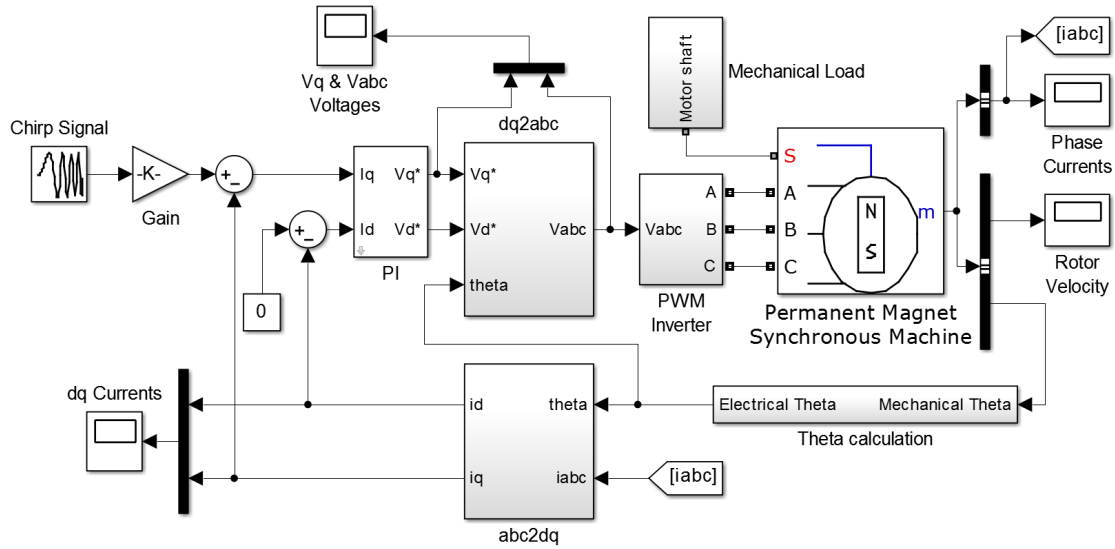 [iabc]
Vq & Vabc
Voltages
Motor shaft
Mechanical Load
Phase
Currents
Chirp Signal
-K-
Gain
+
−
+
−
0
Iq
Id
Vq*
Vd*
PI
dq2abc
Vq*
Vd*
theta
Vabc
Vabc
A
B
C
PWM
Inverter
S
A
B
C
N
S
m
Permanent Magnet
Synchronous Machine
Rotor
Velocity
dq Currents
id
iq
theta
iabc
abc2dq
[iabc]
Electrical Theta
Mechanical Theta
Theta calculation